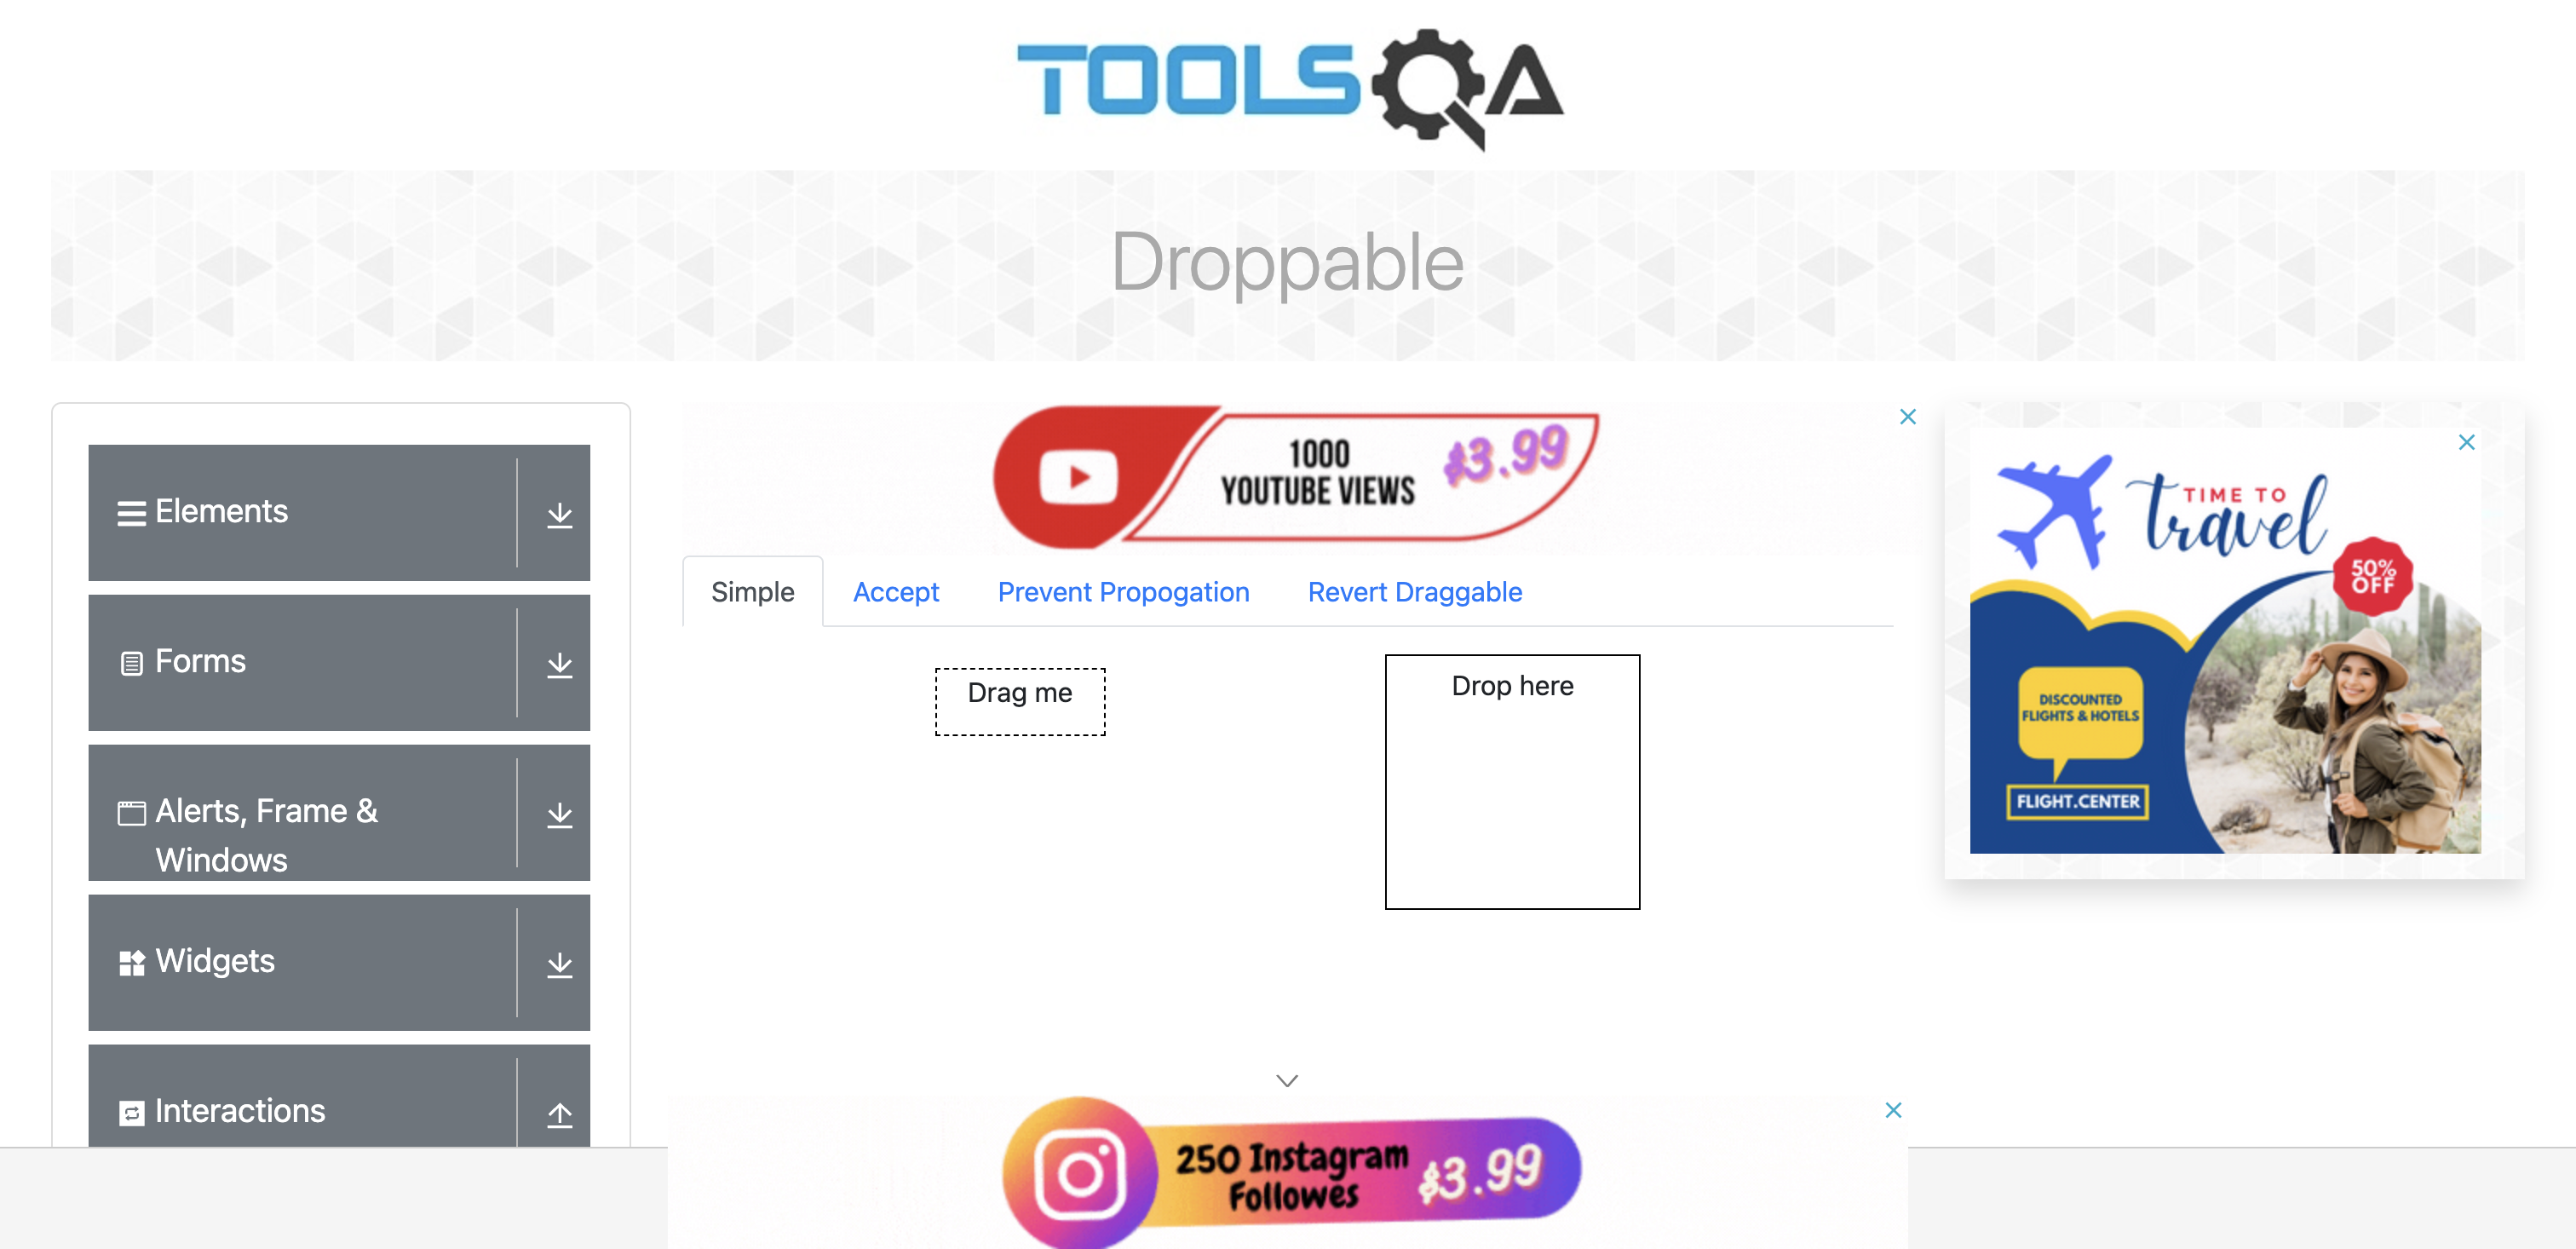 TOOLSQA
Droppable
Elements
Forms
Alerts, Frame &
Windows
Widgets
Interactions
1000
YOUTUBE VIEWS
$3.99
Simple
Accept
Prevent Propogation
Revert Draggable
Drag me
Drop here
250 Instagram
Followes
$3.99
TIME TO
travel
50%
OFF
DISCOUNTED
FLIGHTS & HOTELS
FLIGHT.CENTER